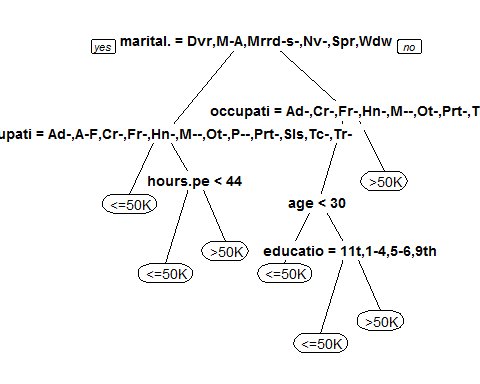 yes marital. = Dvr,M-A,Mrrd-s-,Nv-,Spr,Wdw no
occupati = Ad-,Cr-,Fr-,Hn-,M--,Ot-,Prt-,T
upati = Ad-,A-F,Cr-,Fr-,Hn-,M--,Ot-,P--,Prt-,Sls,Tc-,Tr-
hours.pe < 44
>50K
<=50K
age < 30
>50K
educatio = 11t,1-4,5-6,9th
<=50K
<=50K
>50K
<=50K